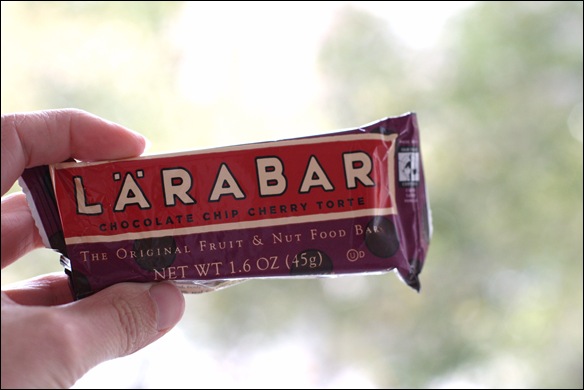 LÄRABAR
CHOCOLATE CHIP CHERRY TORTE
THE ORIGINAL FRUIT & NUT FOOD BAR
NET WT 1.6 OZ (45g)
U D